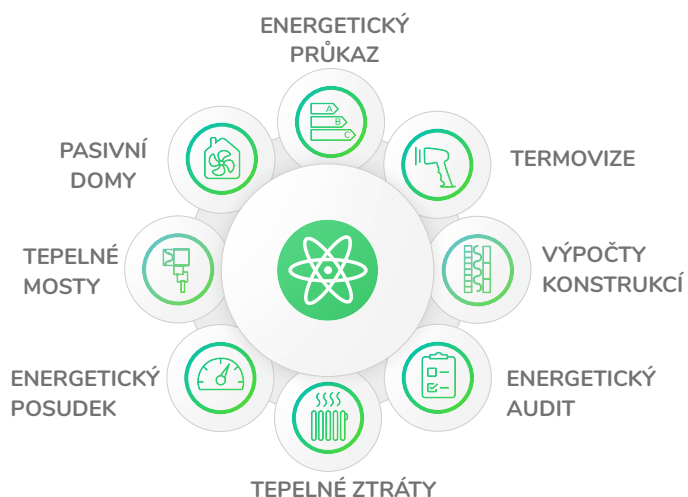 ENERGETICKÝ
PRŮKAZ
A
B
C
PASIVNÍ
DOMY
TERMOVIZE
TEPELNÉ
MOSTY
VÝPOČTY
KONSTRUKCÍ
ENERGETICKÝ
POSUDEK
ENERGETICKÝ
AUDIT
TEPELNÉ ZTRÁTY